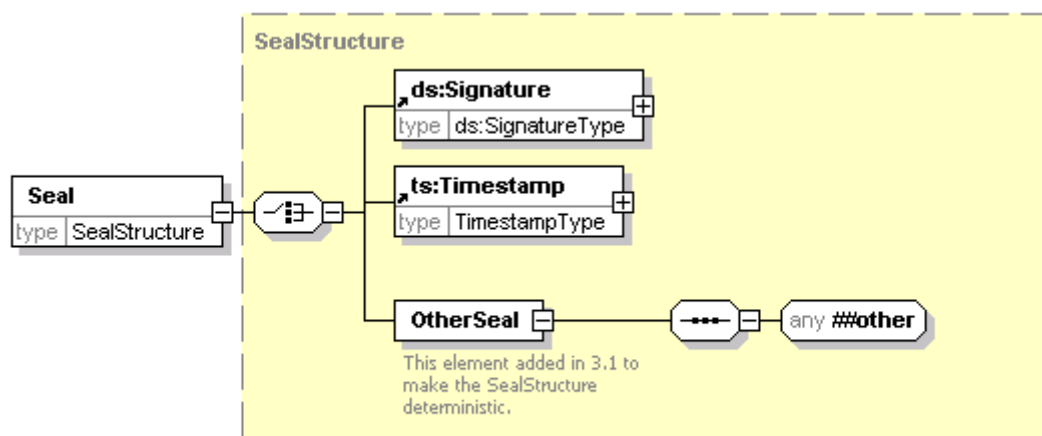 SealStructure
ds:Signature
type ds:SignatureType
ts:Timestamp
type TimestampType
Seal
type SealStructure
OtherSeal
any ##other
This element added in 3.1 to
make the SealStructure
deterministic.